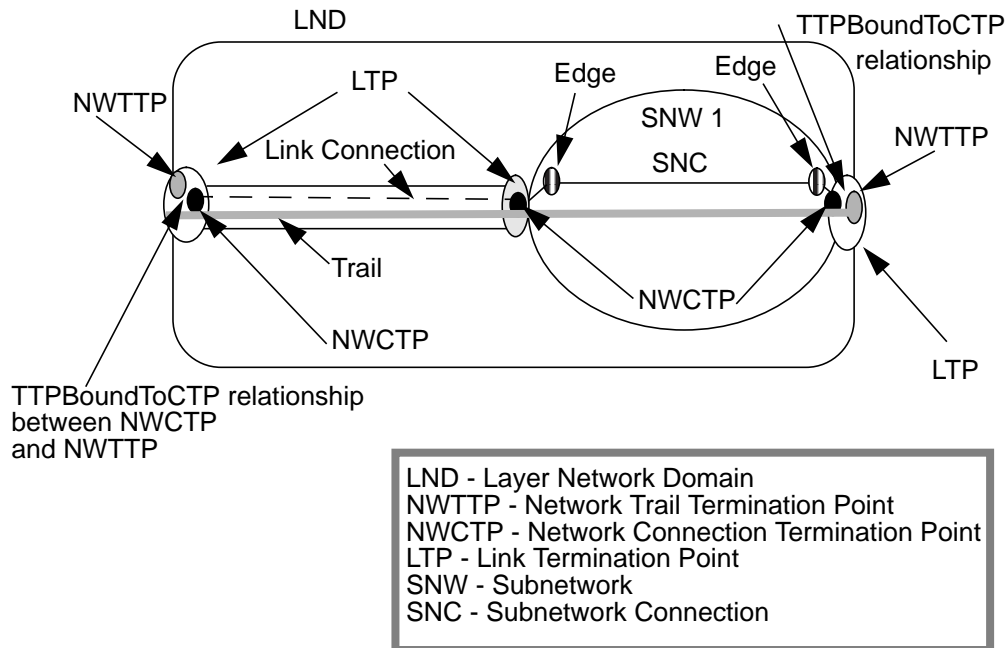 LND
TTPBoundToCTP
relationship
LTP
Edge
Edge
NWTTP
SNW 1
NWTTP
Link Connection
SNC
Trail
NWCTP
NWCTP
LTP
TTPBoundToCTP relationship
between NWCTP
and NWTTP
LND - Layer Network Domain
NWTTP - Network Trail Termination Point
NWCTP - Network Connection Termination Point
LTP - Link Termination Point
SNW - Subnetwork
SNC - Subnetwork Connection